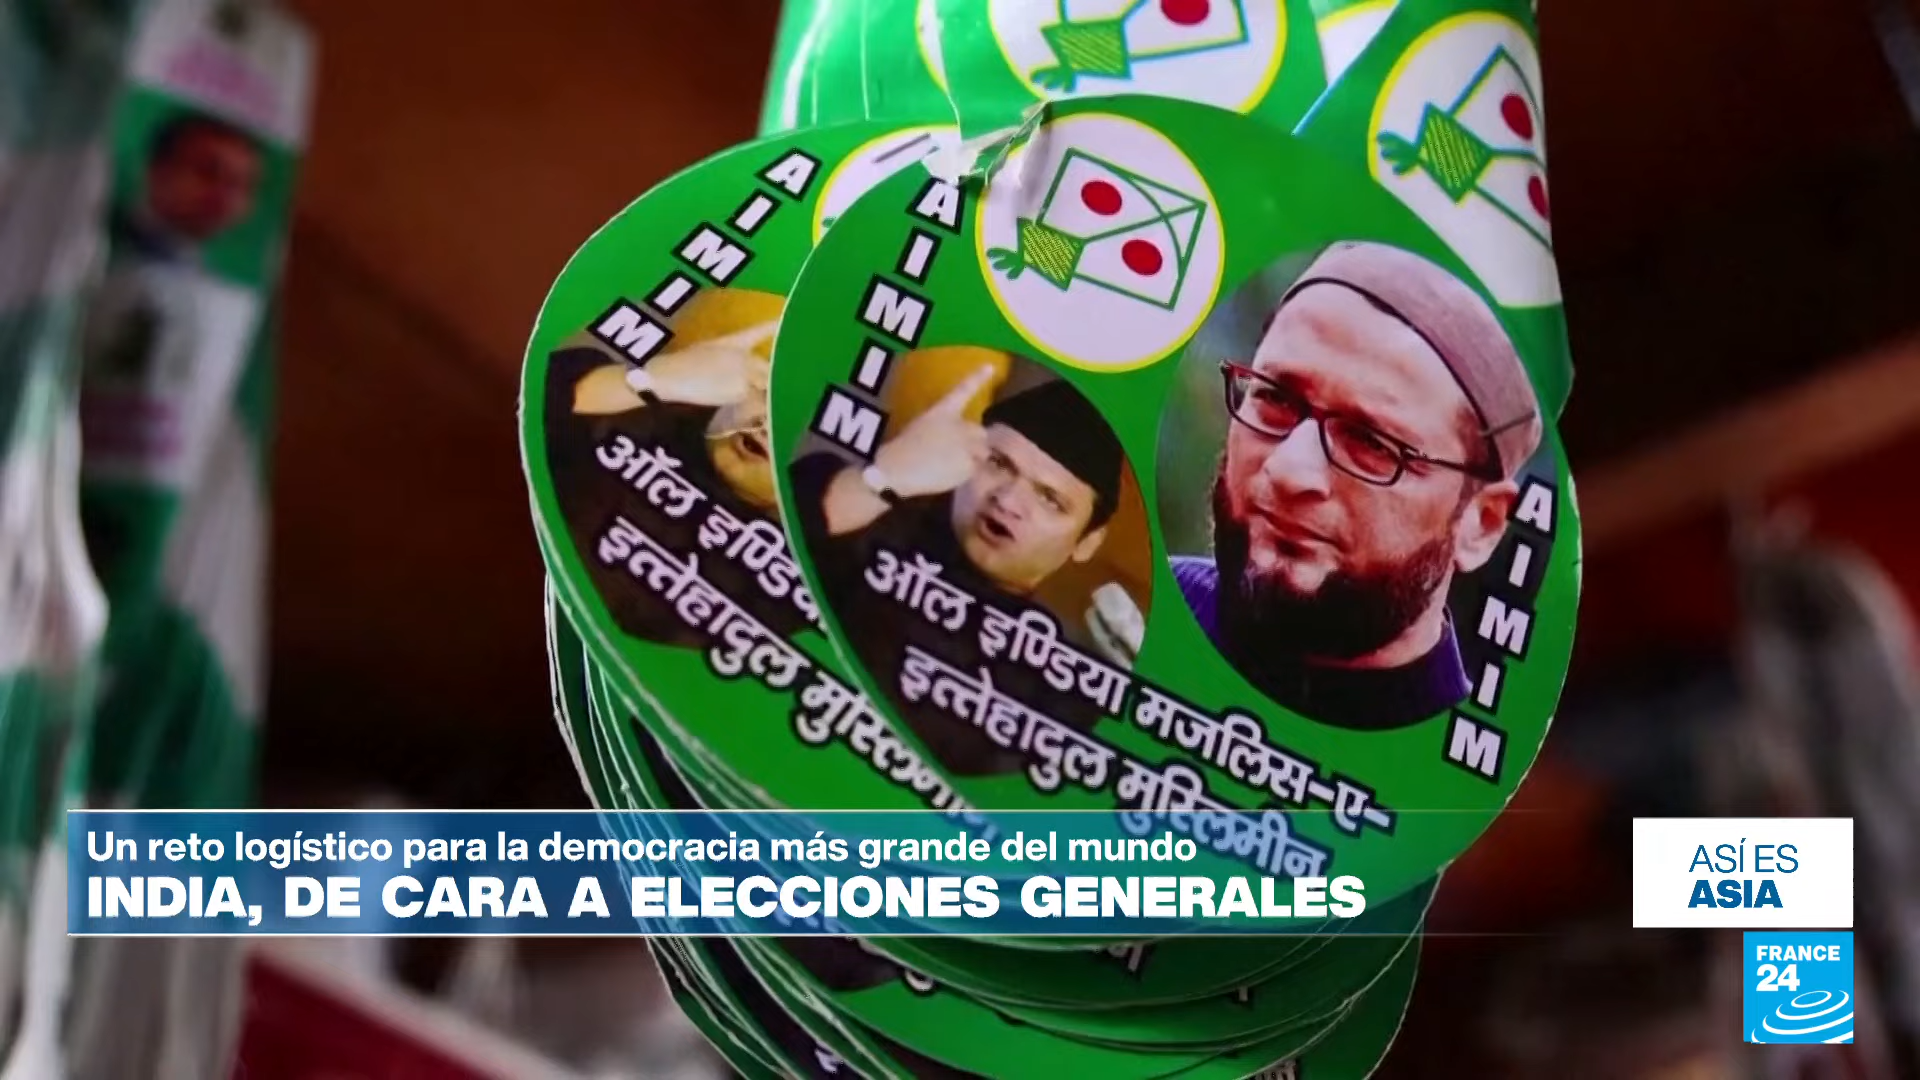 AIMIM
AIMIM
AIMIM
ऑल इण्डिया
इत्तेहादुल मुस्लिमीन
ऑल इण्डिया मजलिस-ए-
इत्तेहादुल मुस्लिमीन
Un reto logístico para la democracia más grande del mundo
INDIA, DE CARA A ELECCIONES GENERALES
ASÍ ES
ASIA
FRANCE
24